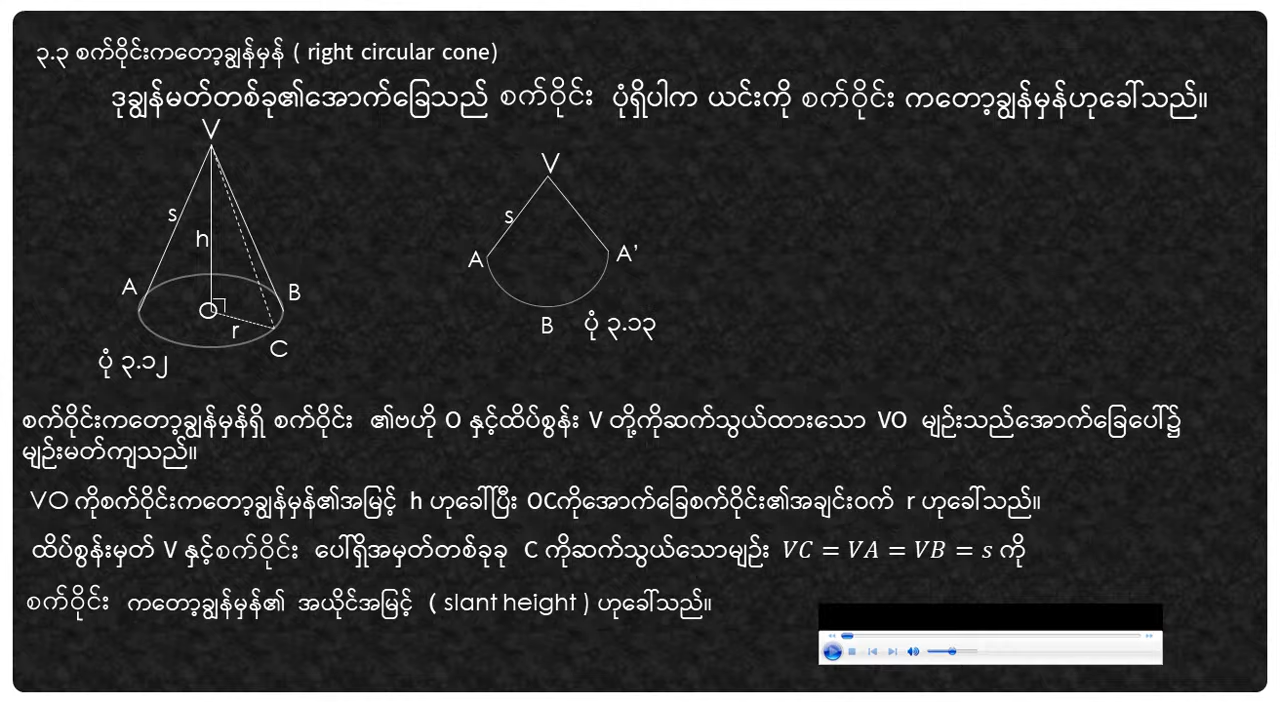 ၃.၃ စက်ဝိုင်းကတော့ချွန်မှန် ( right circular cone)
ဒုချွန်မတ်တစ်ခု၏အောက်ခြေသည် စက်ဝိုင်း ပုံရှိပါက ယင်းကို စက်ဝိုင်း ကတော့ချွန်မှန်ဟုခေါ်သည်။
V
V
s
s
h
A
A'
A
B
O
r
B
ပုံ ၃.၁၃
C
ပုံ ၃.၁၂
စက်ဝိုင်းကတော့ချွန်မှန်ရှိ စက်ဝိုင်း ၏ဗဟို O နှင့်ထိပ်စွန်း V တို့ကိုဆက်သွယ်ထားသော VO မျဉ်းသည်အောက်ခြေပေါ်၌
မျဉ်းမတ်ကျသည်။
VO ကိုစက်ဝိုင်းကတော့ချွန်မှန်၏အမြင့် h ဟုခေါ်ပြီး OCကိုအောက်ခြေစက်ဝိုင်း၏အချင်းဝက် r ဟုခေါ်သည်။
ထိပ်စွန်းမှတ် V နှင့်စက်ဝိုင်း ပေါ်ရှိအမှတ်တစ်ခုခု C ကိုဆက်သွယ်သောမျဉ်း VC = VA = VB = s ကို
စက်ဝိုင်း ကတော့ချွန်မှန်၏ အယိုင်အမြင့် ( slant height ) ဟုခေါ်သည်။